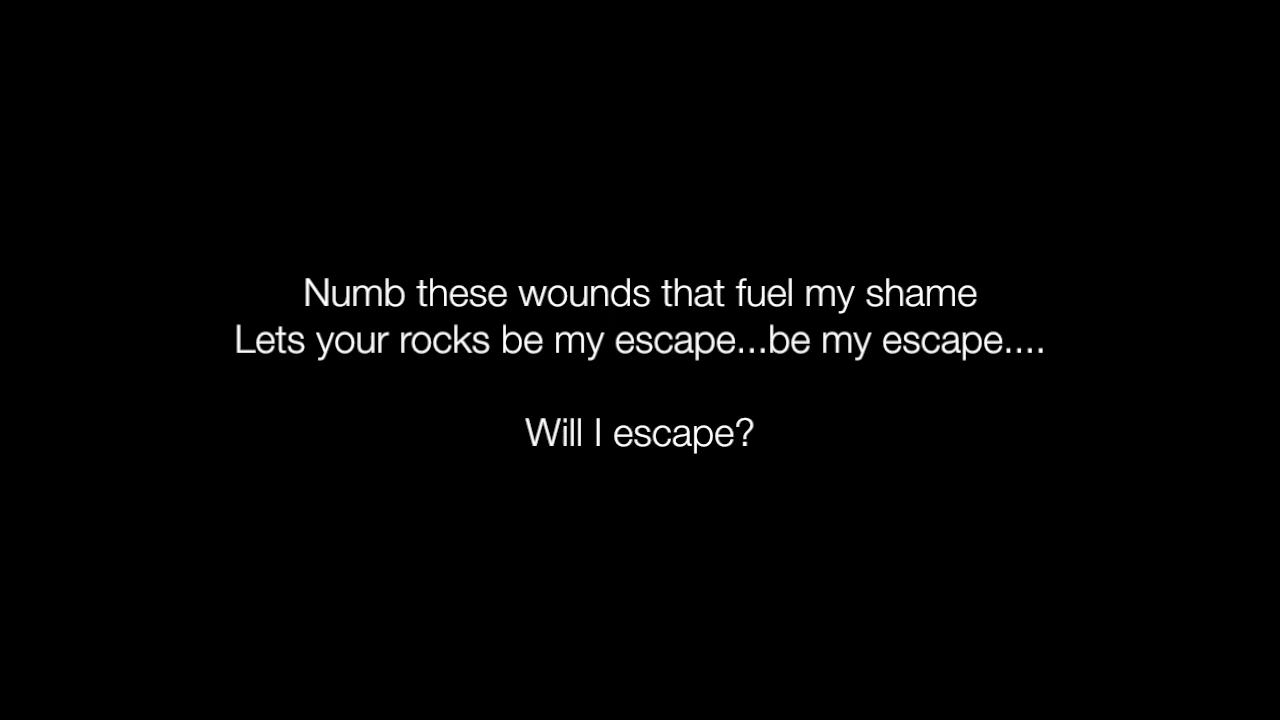 Numb these wounds that fuel my shame
Lets your rocks be my escape...be my escape....
Will I escape?